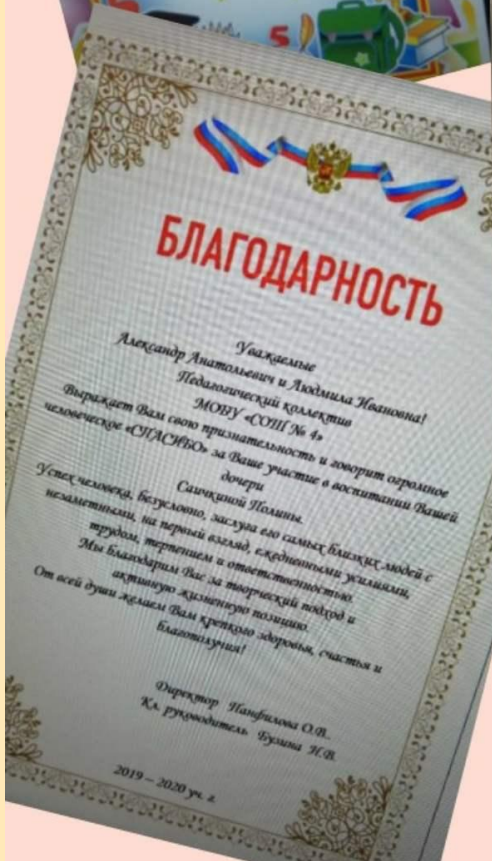 5
БЛАГОДАРНОСТЬ
Уважаемые
Александр Анатольевич и Людмила Ивановна!
Педагогический коллектив
МОБУ «СОШ № 4»
Выражает Вам свою признательность и говорит огромное
человеческое «СПАСИБО» за Ваше участие в воспитании Вашей
дочери
Саичкиной Полины.
Успех человека, безусловно, заслуга его самых близких людей с
незаметными, на первый взгляд, ежедневными усилиями,
трудом, терпением и ответственностью.
Мы благодарим Вас за творческий подход и
активную жизненную позицию.
От всей души желаем Вам крепкого здоровья, счастья и
благополучия!
Директор Панфилова О.В.
Кл. руководитель Бузина Н.В.
2019 – 2020 уч. г.